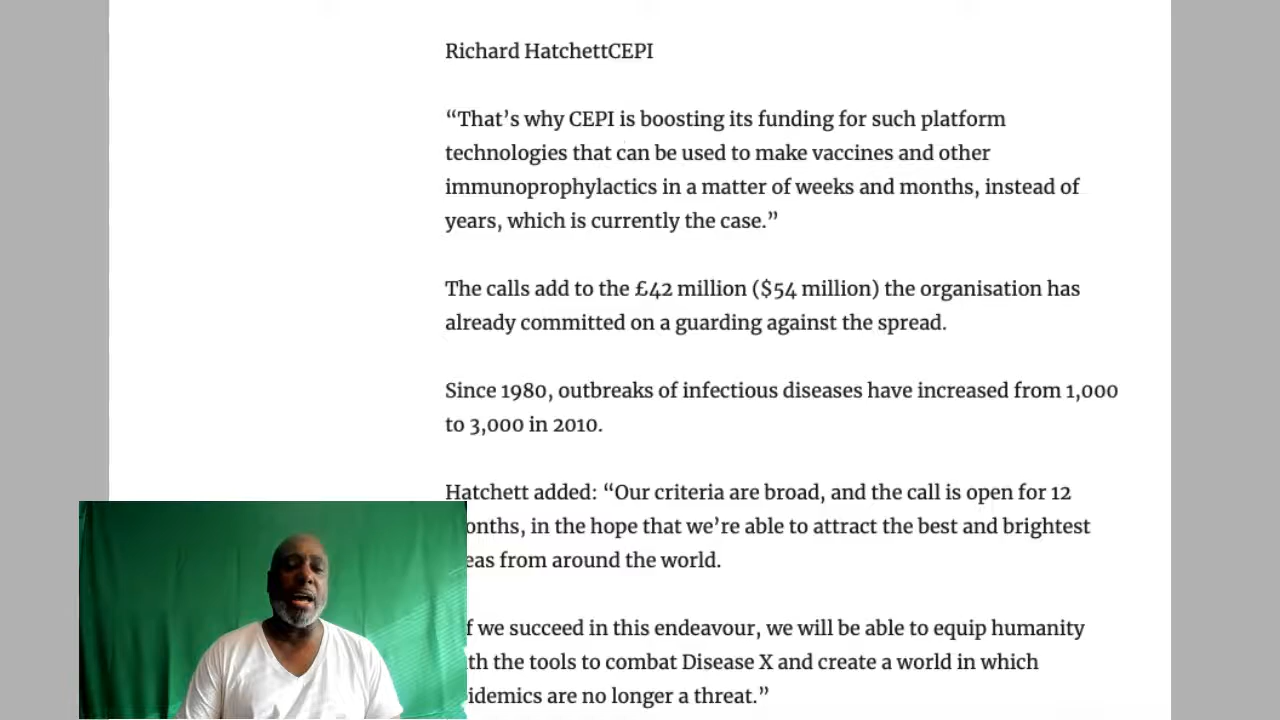 Richard HatchettCEPI
“That’s why CEPI is boosting its funding for such platform
technologies that can be used to make vaccines and other
immunoprophylactics in a matter of weeks and months, instead of
years, which is currently the case.”
The calls add to the £42 million ($54 million) the organisation has
already committed on a guarding against the spread.
Since 1980, outbreaks of infectious diseases have increased from 1,000
to 3,000 in 2010.
Hatchett added: “Our criteria are broad, and the call is open for 12
onths, in the hope that we’re able to attract the best and brightest
eas from around the world.
f we succeed in this endeavour, we will be able to equip humanity
th the tools to combat Disease X and create a world in which
idemics are no longer a threat.”